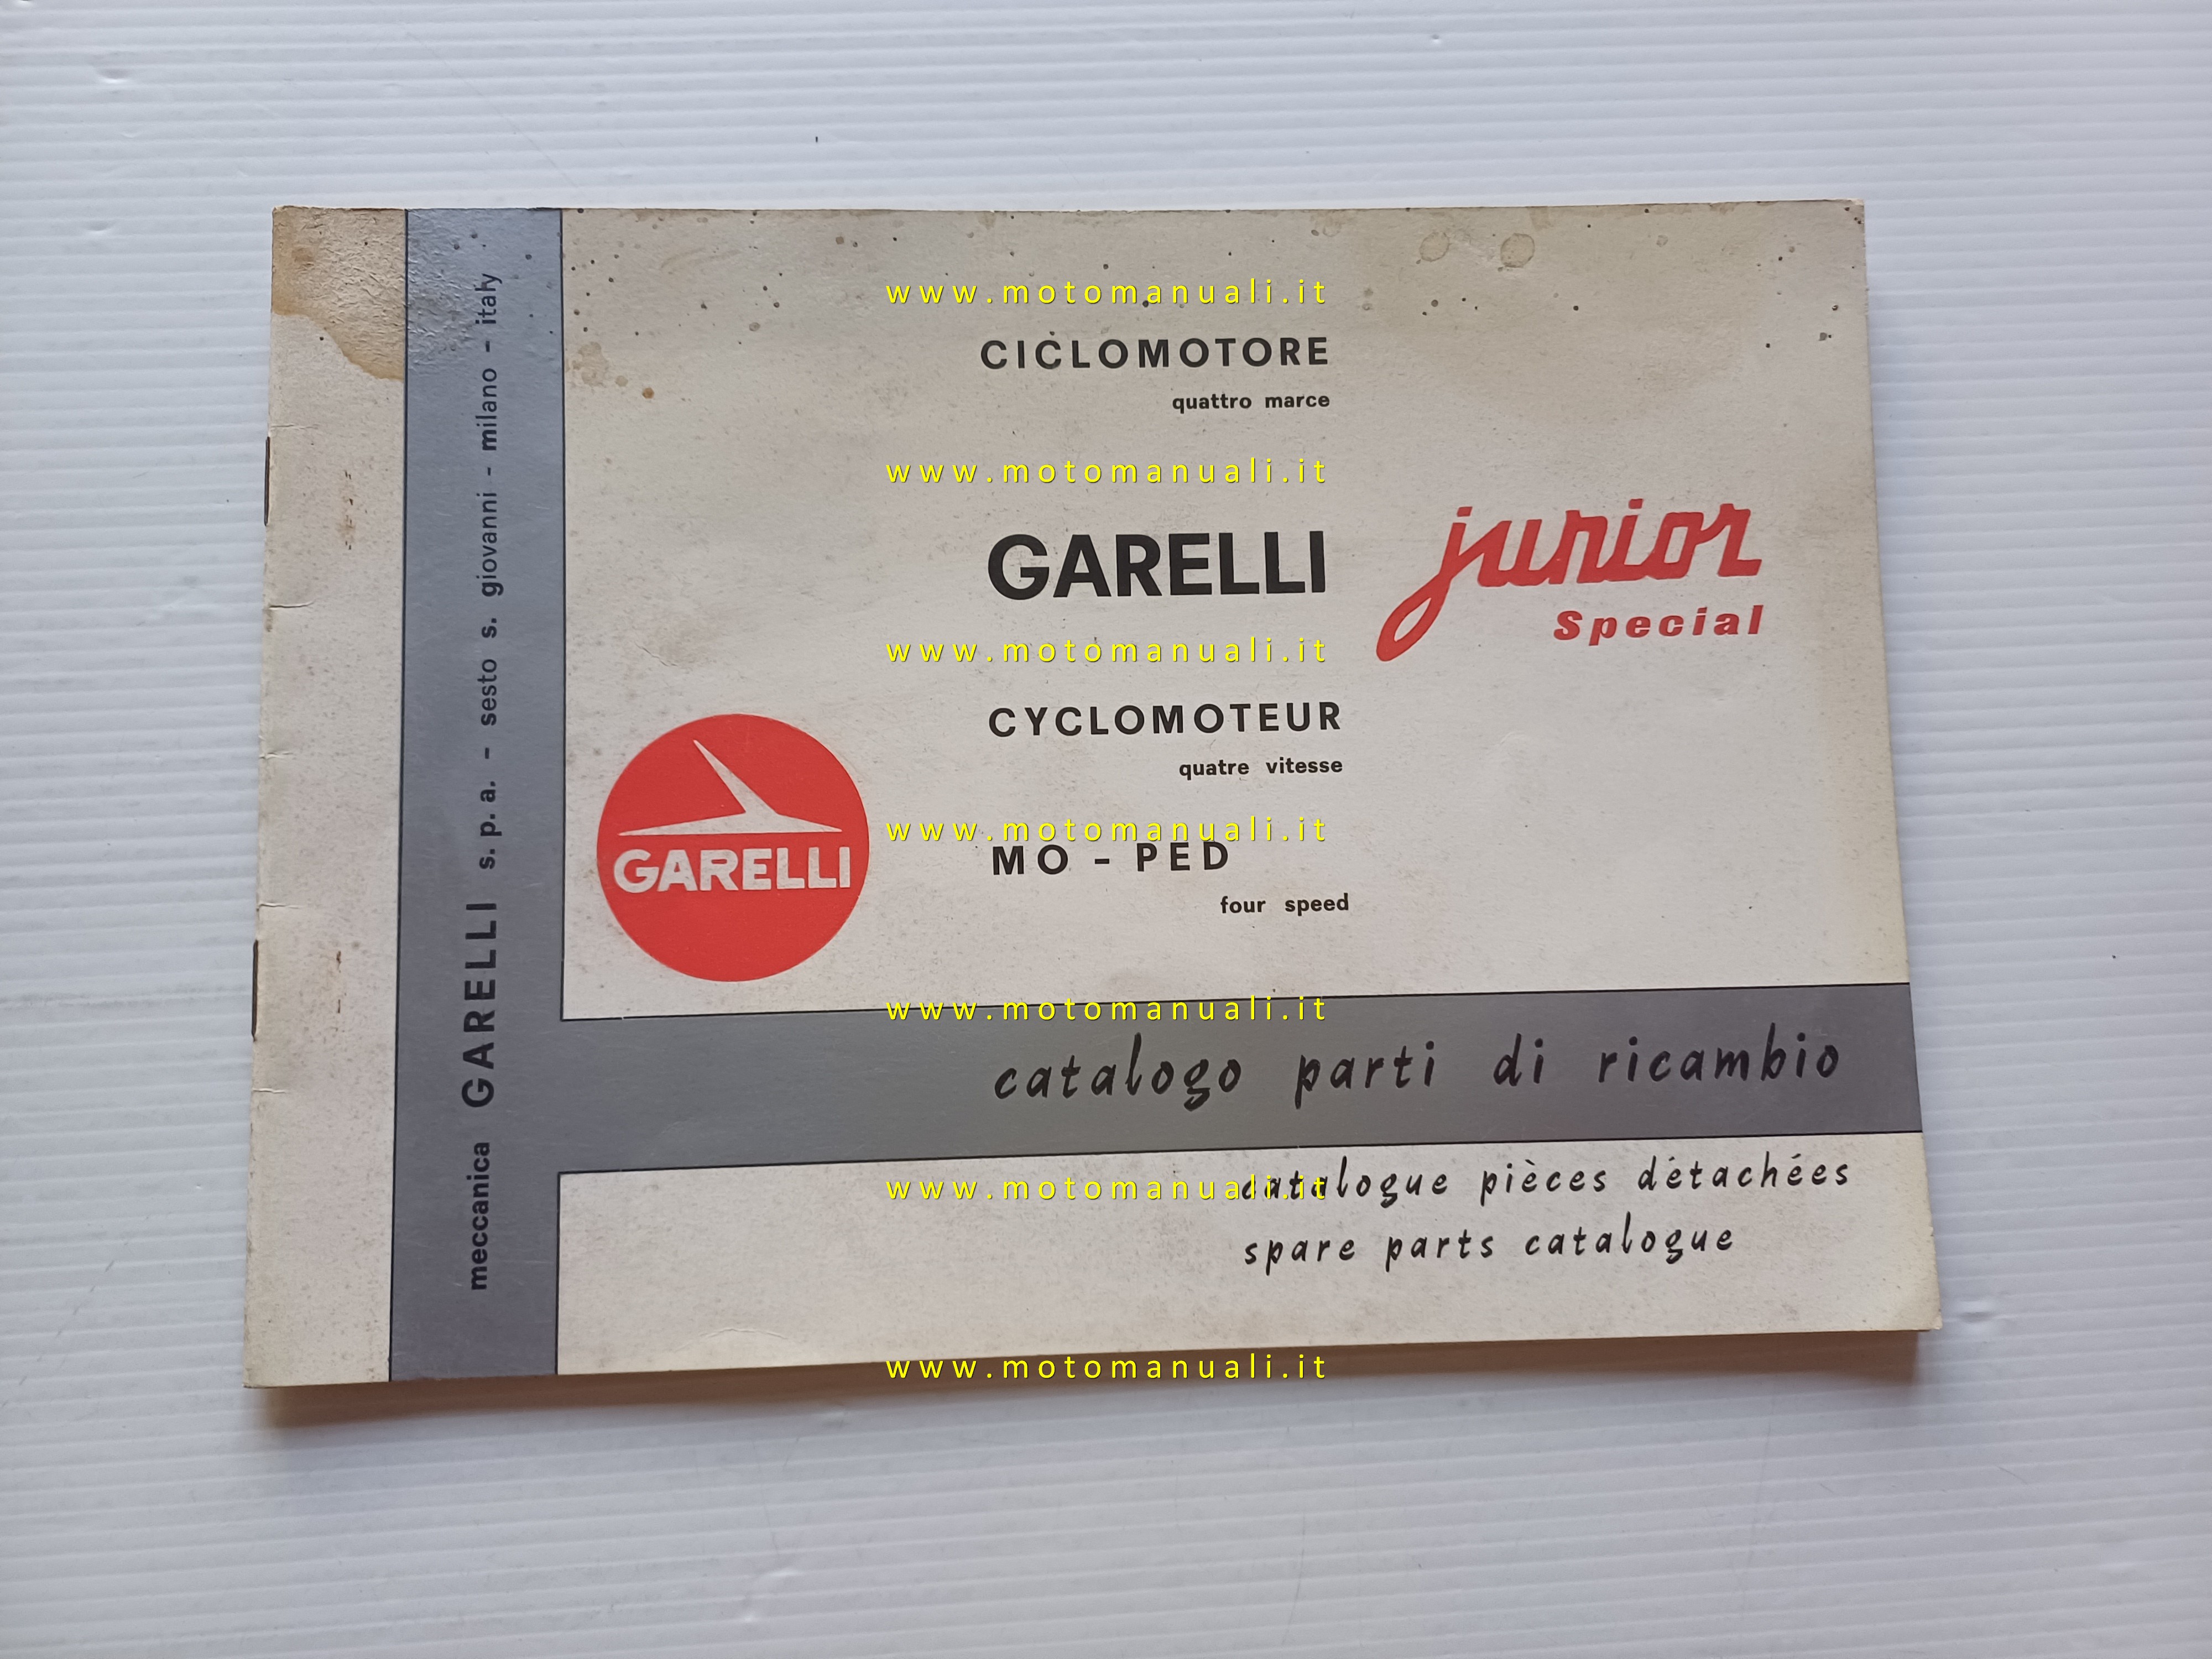 www.motomanuali.it
CICLOMOTORE
quattro marce
www.motomanuali.it
GARELLI
junior
Special
www.motomanuali.it
CYCLOMOTEUR
quatre vitesse
www.motomanuali.it
MO - PED
four speed
GARELLI
www.motomanuali.it
catalogo parti di ricambio
www.motomanuali.it
catalogue pièces détachées
spare parts catalogue
www.motomanuali.it
meccanica GARELLI s.p.a. - sesto s. giovanni - milano - italy